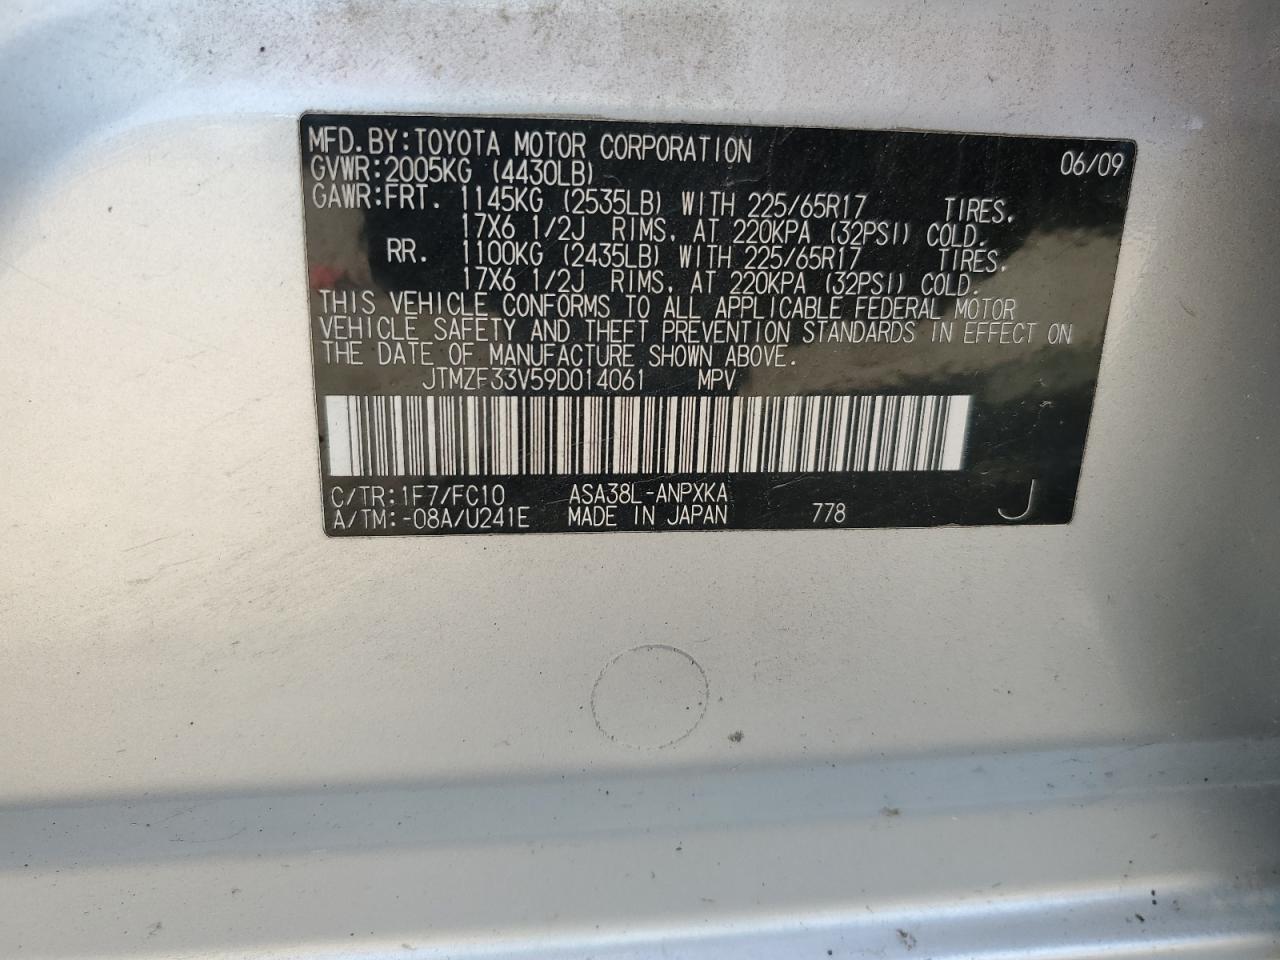 MFD.BY:TOYOTA MOTOR CORPORATION 06/09
GVWR:2005KG (4430LB)
GAWR:FRT. 1145KG (2535LB) WITH 225/65R17 TIRES,
17X6 1/2J RIMS, AT 220KPA (32PSI) COLD.
RR. 1100KG (2435LB) WITH 225/65R17 TIRES,
17X6 1/2J RIMS, AT 220KPA (32PSI) COLD.
THIS VEHICLE CONFORMS TO ALL APPLICABLE FEDERAL MOTOR
VEHICLE SAFETY AND THEFT PREVENTION STANDARDS IN EFFECT ON
THE DATE OF MANUFACTURE SHOWN ABOVE.
JTMZF33V59D014061 MPV
C/TR:1F7/FC10 ASA38L-ANPXKA
A/TM:-08A/U241E MADE IN JAPAN 778 J